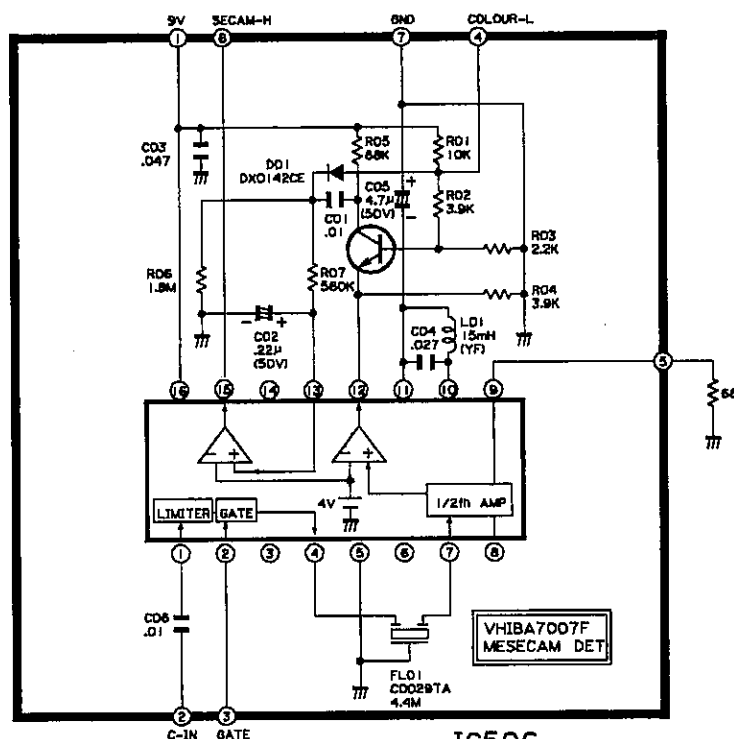 9V SECAM-H GND COLOUR-L
1 8 7 4
C03
.047
D01
DX0142CE
R05
68K
R01
10K
C05
4.7μ
(50V)
+
-
R02
3.9K
C01
.01
R03
2.2K
R06
1.8M
R07
560K
R04
3.9K
- +
C02
.22μ
(50V)
C04
.027
L01
15mH
(YF)
5
16 15 14 13 12 11 10 9
- +
- +
4V
LIMITER GATE
1/2fh AMP
1 2 3 4 5 6 7 8
C06
.01
FL01
CD029TA
4.4M
VHIBA7007F
MESECAM DET
2 3
C-IN GATE